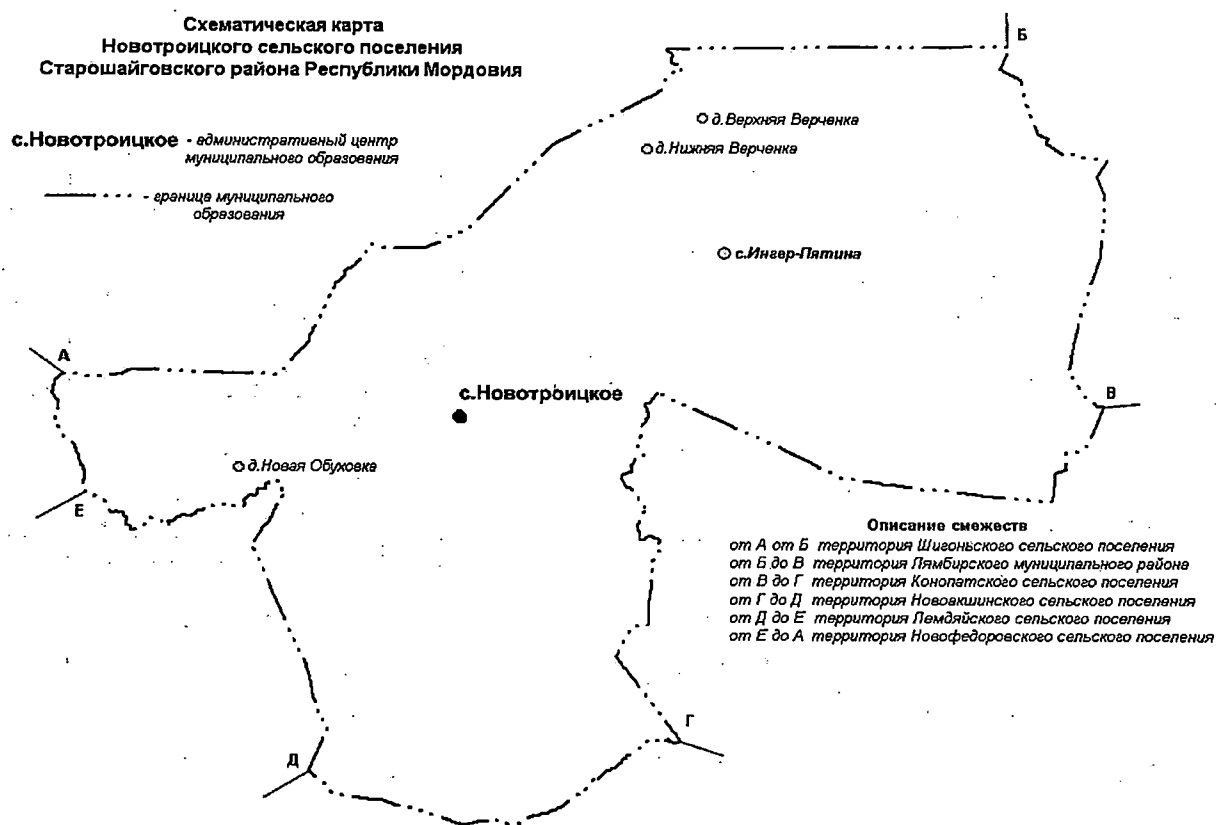 Схематическая карта
Новотроицкого сельского поселения
Старошайговского района Республики Мордовия
с.Новотроицкое - административный центр
муниципального образования
- граница муниципального
образования
Б
д.Верхняя Верченка
д.Нижняя Верченка
с.Ингер-Пятина
А
с.Новотроицкое
В
д.Новая Обуховка
Е
Описание смежеств
от А от Б территория Шигоньского сельского поселения
от Б до В территория Лямбирского муниципального района
от В до Г территория Конопатского сельского поселения
от Г до Д территория Новоакшинского сельского поселения
от Д до Е территория Лемдяйского сельского поселения
от Е до А территория Новофедоровского сельского поселения
Г
Д